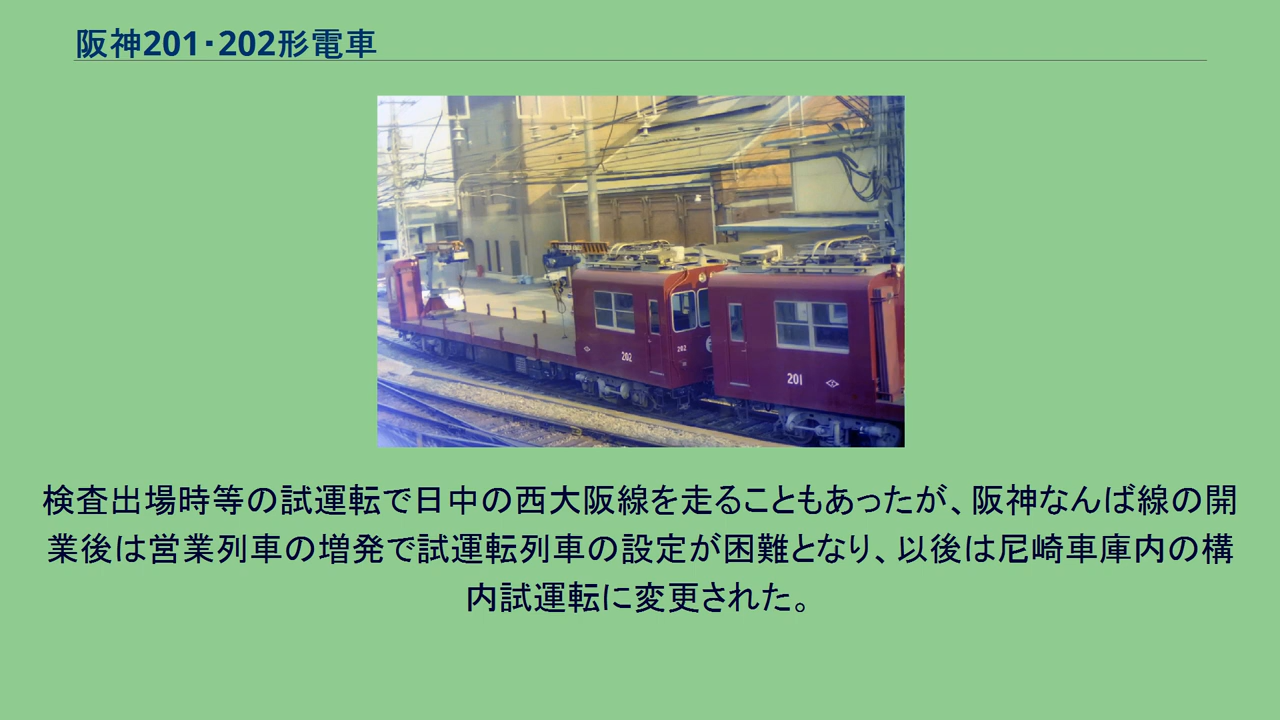 阪神201・202形電車
202
202
201
検査出場時等の試運転で日中の西大阪線を走ることもあったが、阪神なんば線の開
業後は営業列車の増発で試運転列車の設定が困難となり、以後は尼崎車庫内の構
内試運転に変更された。